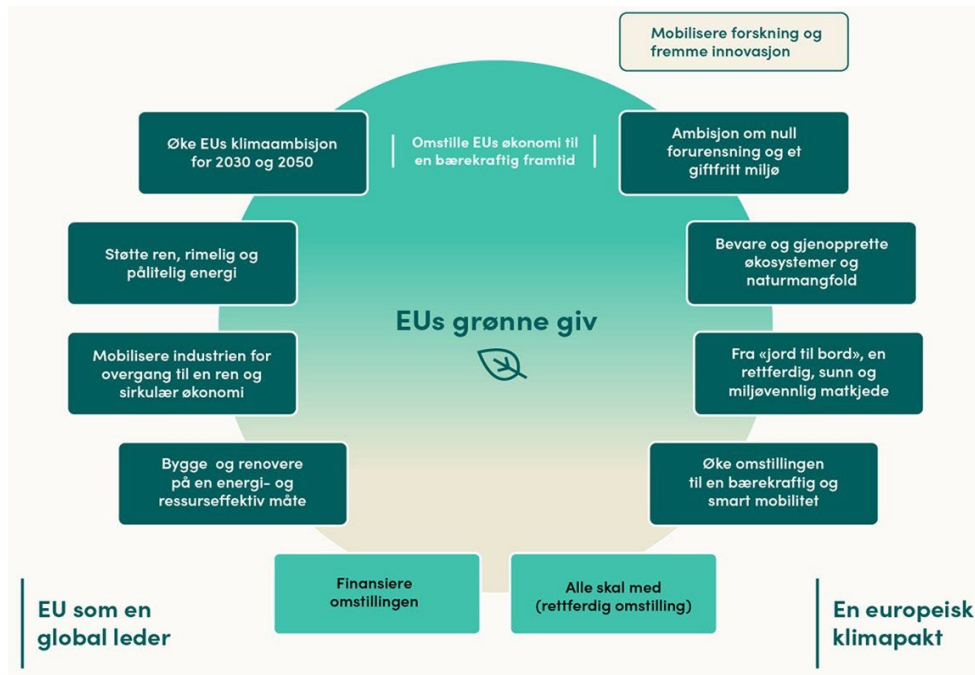 Mobilisere forskning og
fremme innovasjon
Øke EUs klimaambisjon
for 2030 og 2050
Omstille EUs økonomi til
en bærekraftig framtid
Ambisjon om null
forurensning og et
giftfritt miljø
Støtte ren, rimelig og
pålitelig energi
Bevare og gjenopprette
økosystemer og
naturmangfold
EUs grønne giv
Mobilisere industrien for
overgang til en ren og
sirkulær økonomi
Fra «jord til bord», en
rettferdig, sunn og
miljøvennlig matkjede
Bygge og renovere
på en energi- og
ressurseffektiv måte
Øke omstillingen
til en bærekraftig og
smart mobilitet
Finansiere
omstillingen
Alle skal med
(rettferdig omstilling)
EU som en
global leder
En europeisk
klimapakt